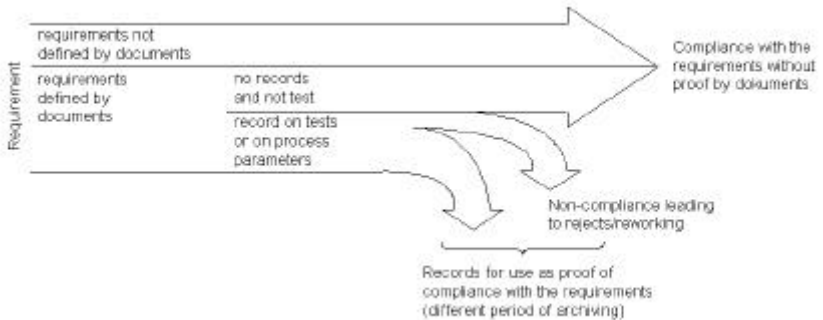 Requirement
requirements not
defined by documents
requirements
defined by
documents
no records
and not test
record on tests
or on process
parameters
Compliance with the
requirements without
proof by dokuments
Non-compliance leading
to rejects/reworking
Records for use as proof of
compliance with the requirements
(different period of archiving)